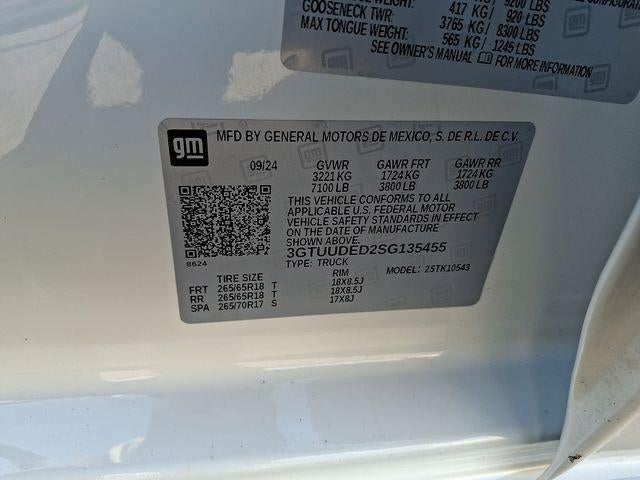 417 KG / 920 LBS
GOOSENECK TWR: 3765 KG / 8300 LBS
MAX TONGUE WEIGHT: 565 KG / 1245 LBS
SEE OWNER'S MANUAL FOR MORE INFORMATION
gm
MFD BY GENERAL MOTORS DE MEXICO, S. DE R.L. DE C.V.
09/24 GVWR GAWR FRT GAWR RR
3221 KG 1724 KG 1724 KG
7100 LB 3800 LB 3800 LB
THIS VEHICLE CONFORMS TO ALL
APPLICABLE U.S. FEDERAL MOTOR
VEHICLE SAFETY STANDARDS IN EFFECT
ON THE DATE OF MANUFACTURE
SHOWN ABOVE.
3GTUUDED2SG135455
8624
TYPE: TRUCK MODEL: 25TK10543
TIRE SIZE RIM
FRT 265/65R18 T 18X8.5J
RR 265/65R18 T 18X8.5J
SPA 265/70R17 S 17X8J